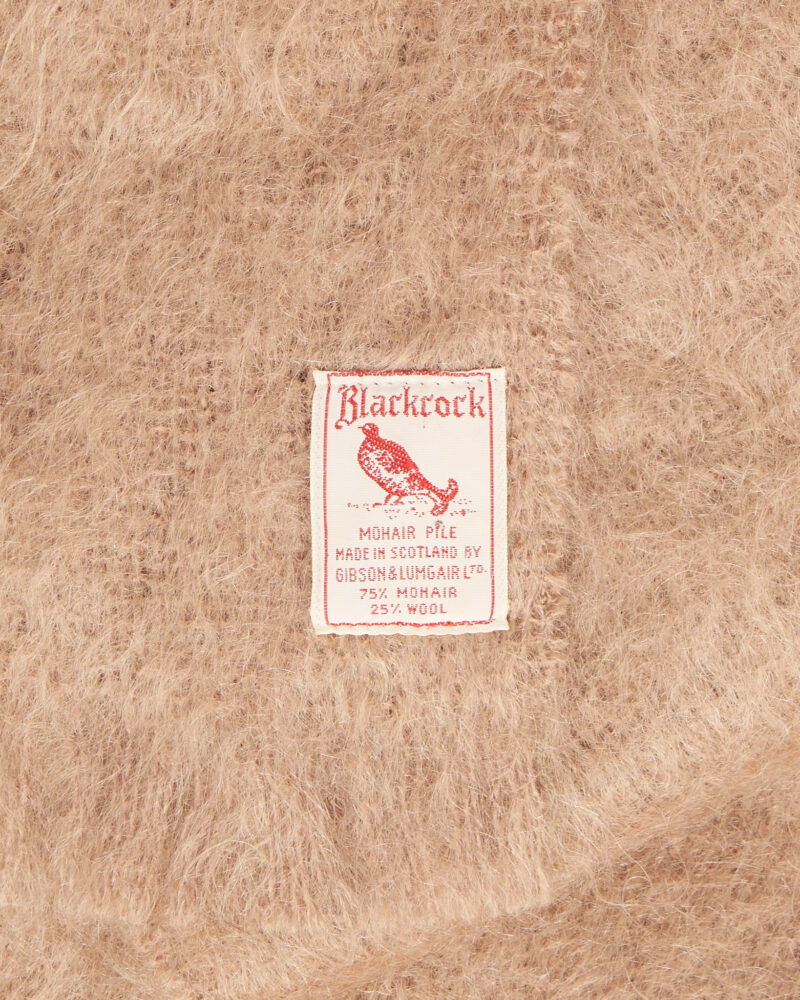 Blackrock
MOHAIR PILE
MADE IN SCOTLAND BY
GIBSON & LUMGAIR LTD.
75% MOHAIR
25% WOOL